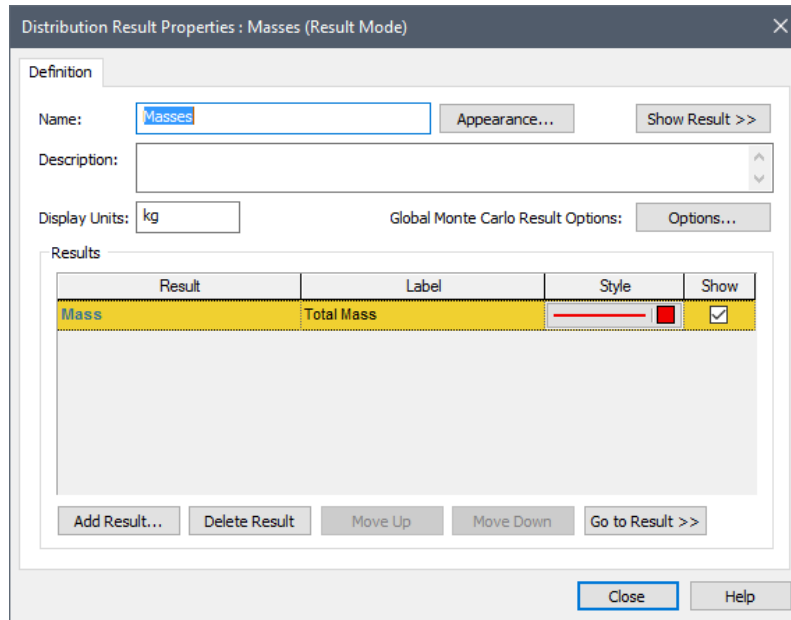 Distribution Result Properties : Masses (Result Mode)
Definition
Name: Masses Appearance... Show Result >>
Description:
Display Units: kg Global Monte Carlo Result Options: Options...
Results
Result Label Style Show
Mass Total Mass
Add Result... Delete Result Move Up Move Down Go to Result >>
Close Help